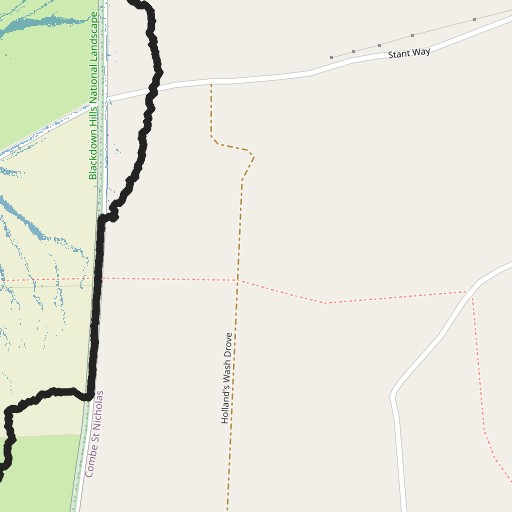 Blackdown Hills National Landscape
Stant Way
Holland's Wash Drove
Combe St Nicholas